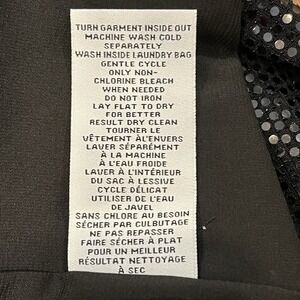 TURN GARMENT INSIDE OUT
MACHINE WASH COLD
SEPARATELY
WASH INSIDE LAUNDRY BAG
GENTLE CYCLE
ONLY NON-
CHLORINE BLEACH
WHEN NEEDED
DO NOT IRON
LAY FLAT TO DRY
FOR BETTER
RESULT DRY CLEAN
TOURNER LE
VÊTEMENT À L'ENVERS
LAVER SÉPARÉMENT
À LA MACHINE
À L'EAU FROIDE
LAVER À L'INTÉRIEUR
DU SAC À LESSIVE
CYCLE DÉLICAT
UTILISER DE L'EAU
DE JAVEL
SANS CHLORE AU BESOIN
SÉCHER PAR CULBUTAGE
NE PAS REPASSER
FAIRE SÉCHER À PLAT
POUR UN MEILLEUR
RÉSULTAT NETTOYAGE
À SEC